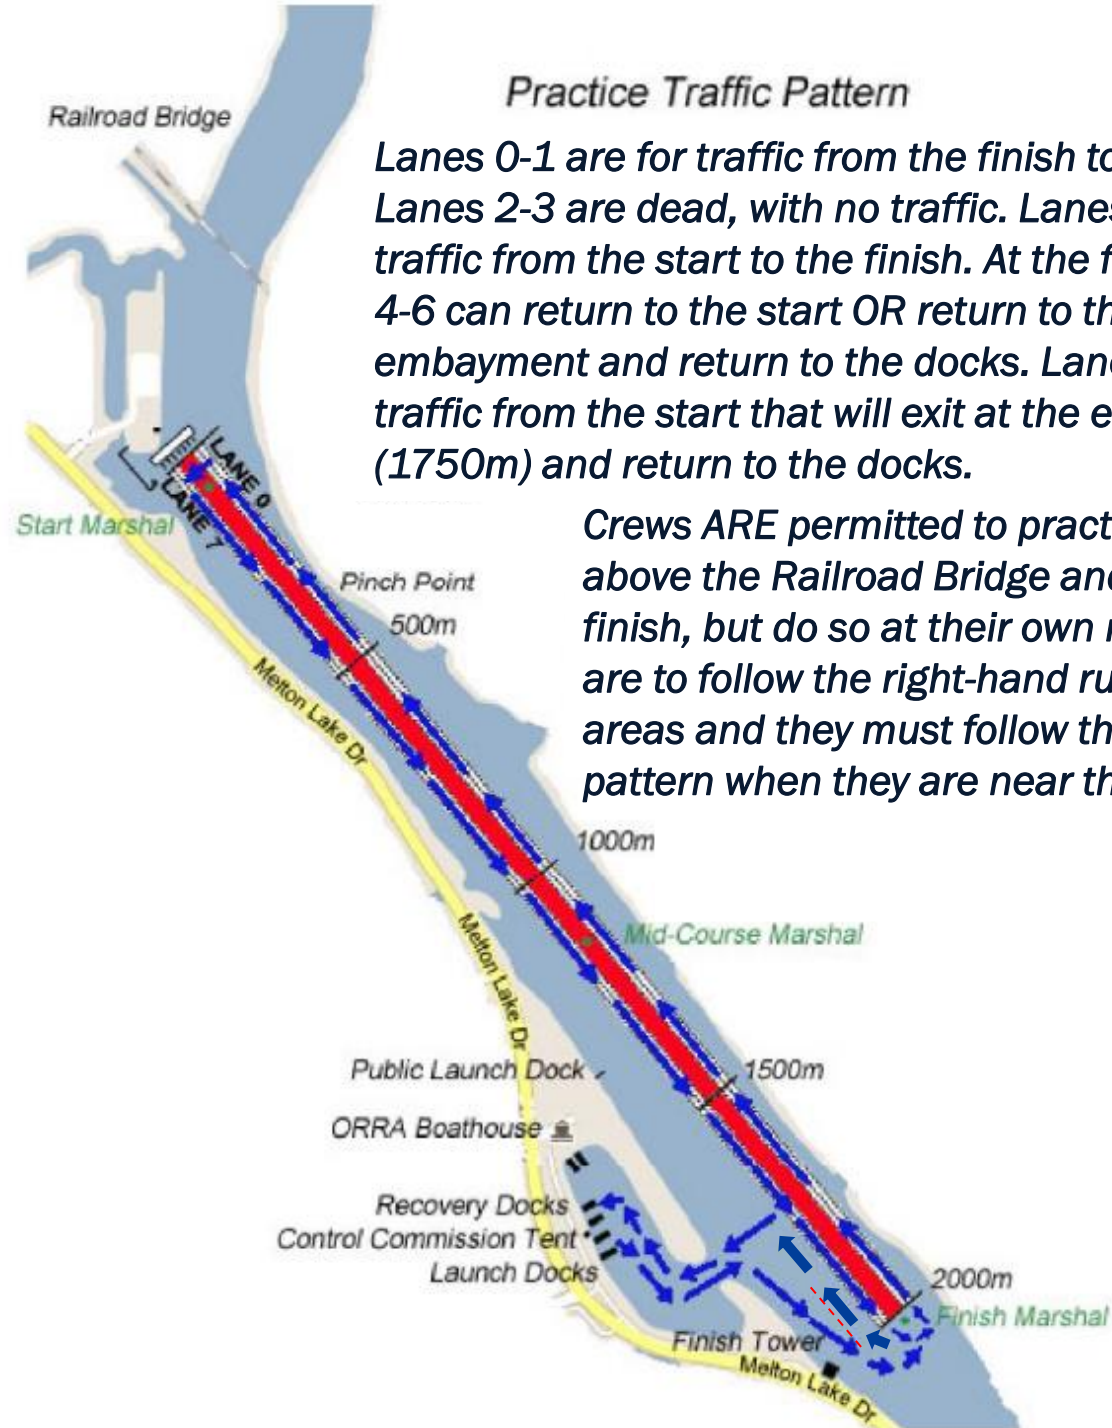 Practice Traffic Pattern
Railroad Bridge
Lanes 0-1 are for traffic from the finish to
Lanes 2-3 are dead, with no traffic. Lanes
traffic from the start to the finish. At the f
4-6 can return to the start OR return to th
embayment and return to the docks. Lane
traffic from the start that will exit at the e
(1750m) and return to the docks.
LANE 0
LANE 7
Start Marshal
Crews ARE permitted to pract
above the Railroad Bridge and
finish, but do so at their own r
are to follow the right-hand ru
areas and they must follow th
pattern when they are near th
Pinch Point
500m
Melton Lake Dr
1000m
Mid-Course Marshal
Melton Lake Dr
Public Launch Dock
1500m
ORRA Boathouse
Recovery Docks
Control Commission Tent
Launch Docks
2000m
Finish Marshal
Finish Tower
Melton Lake Dr